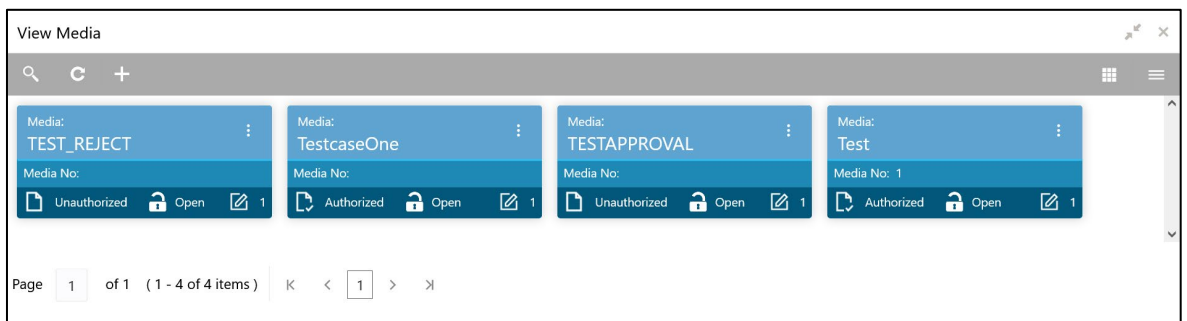 View Media
Media: Media: Media: Media:
TEST_REJECT TestcaseOne TESTAPPROVAL Test
Media No: Media No: Media No: Media No: 1
Unauthorized Open 1 Authorized Open 1 Unauthorized Open 1 Authorized Open 1
Page 1 of 1 ( 1 - 4 of 4 items ) 1